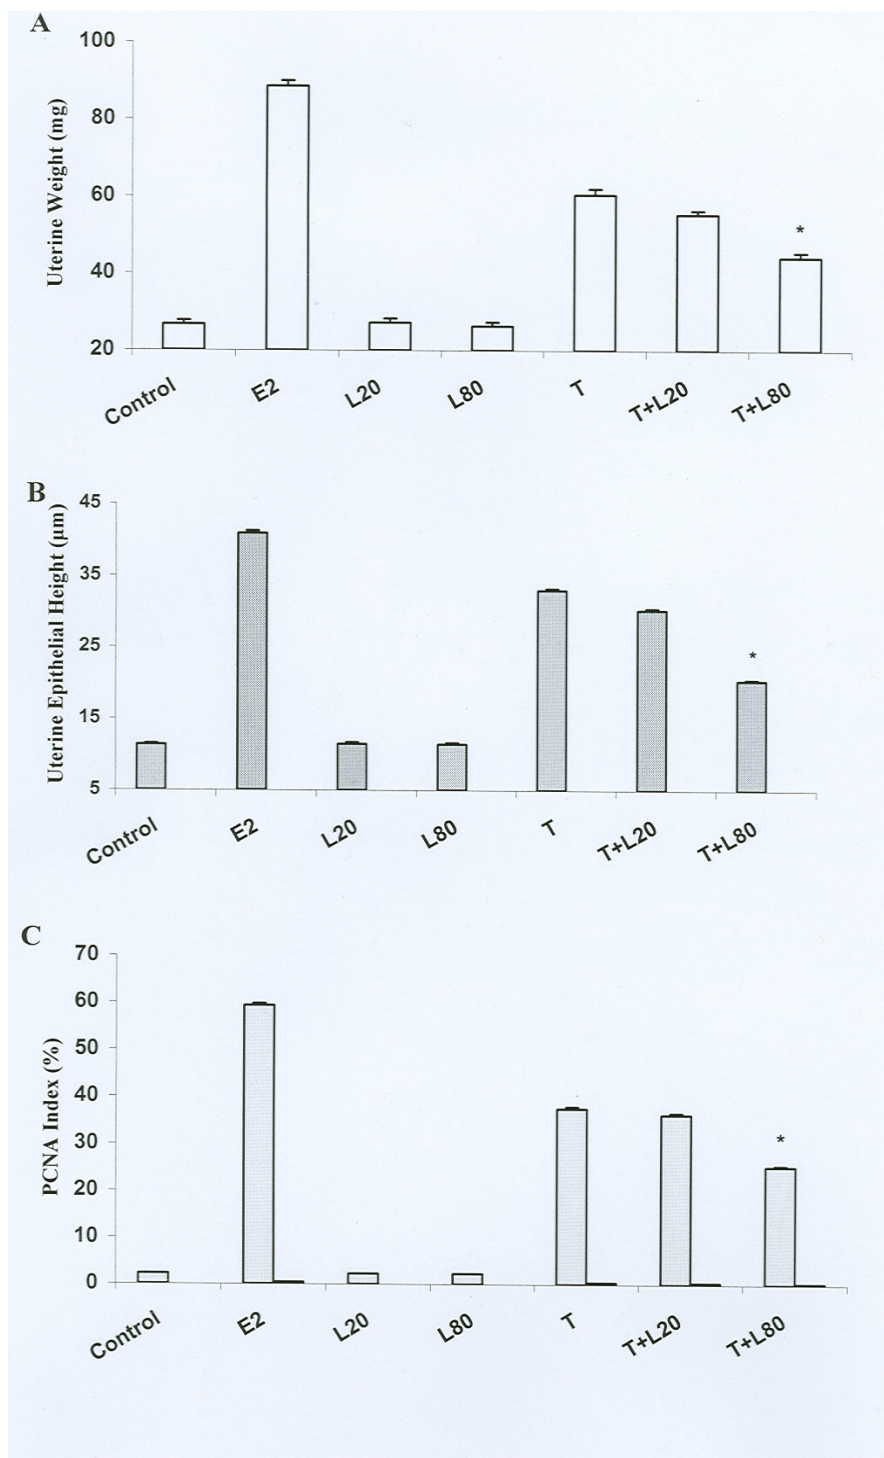 A
Uterine Weight (mg)
100
80
60
40
20
*
Control E2 L20 L80 T T+L20 T+L80
B
Uterine Epithelial Height (µm)
45
35
25
15
5
*
Control E2 L20 L80 T T+L20 T+L80
C
PCNA Index (%)
70
60
50
40
30
20
10
0
*
Control E2 L20 L80 T T+L20 T+L80